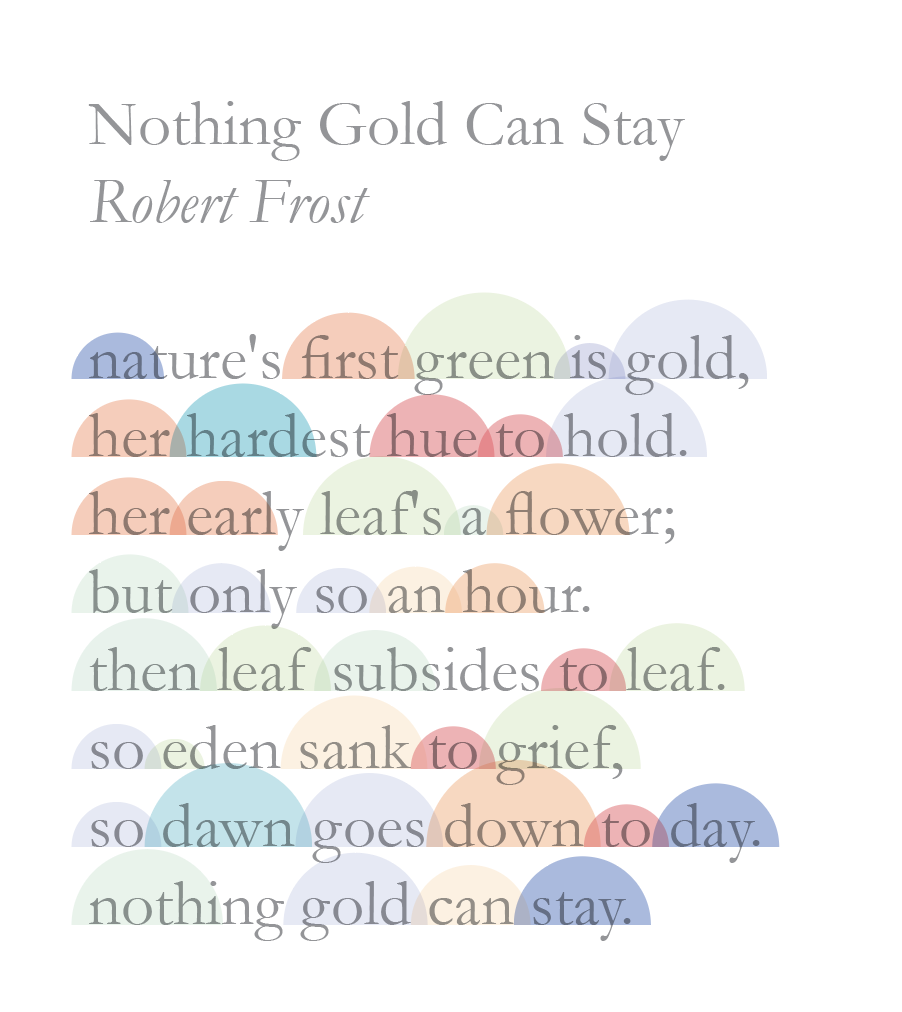 Nothing Gold Can Stay
Robert Frost
nature's first green is gold,
her hardest hue to hold.
her early leaf's a flower;
but only so an hour.
then leaf subsides to leaf.
so eden sank to grief,
so dawn goes down to day.
nothing gold can stay.